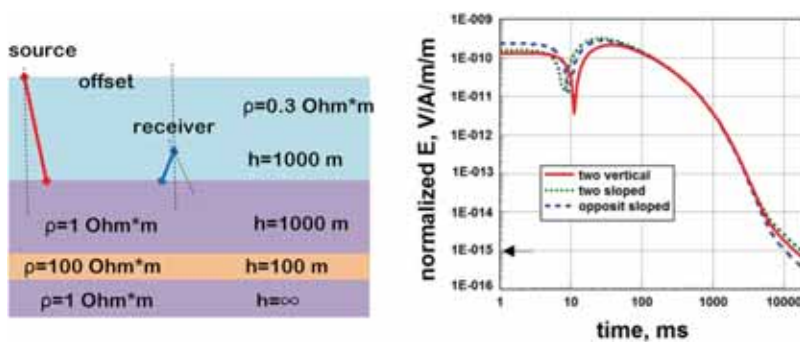 source
offset
ρ=0.3 Ohm*m
receiver
h=1000 m
ρ=1 Ohm*m
h=1000 m
ρ=100 Ohm*m
h=100 m
ρ=1 Ohm*m
h=∞
normalized E, V/A/m/m
1E-009
1E-010
1E-011
1E-013
1E-014
1E-015
1E-016
two vertical
two sloped
opposit sloped
1
10
100
1000
10000
time, ms